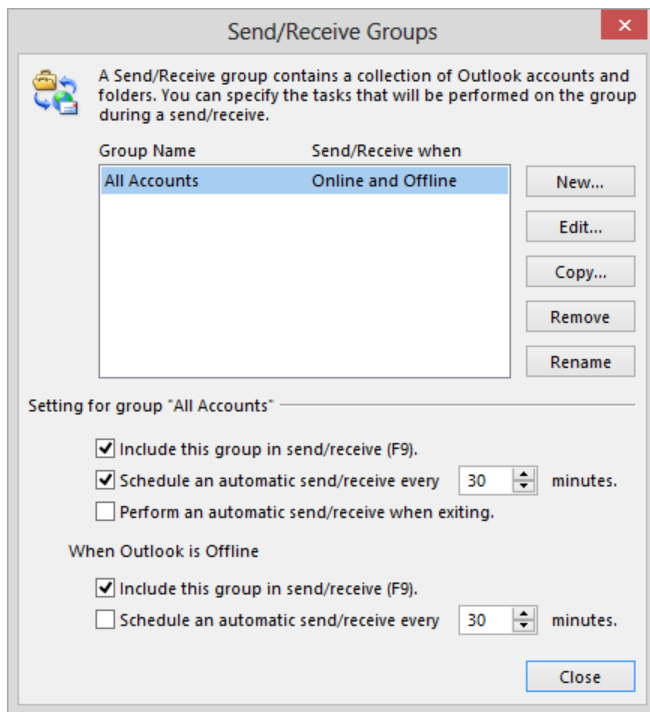 Send/Receive Groups
A Send/Receive group contains a collection of Outlook accounts and
folders. You can specify the tasks that will be performed on the group
during a send/receive.
Group Name Send/Receive when
All Accounts Online and Offline
New...
Edit...
Copy...
Remove
Rename
Setting for group "All Accounts"
Include this group in send/receive (F9).
Schedule an automatic send/receive every 30 minutes.
Perform an automatic send/receive when exiting.
When Outlook is Offline
Include this group in send/receive (F9).
Schedule an automatic send/receive every 30 minutes.
Close